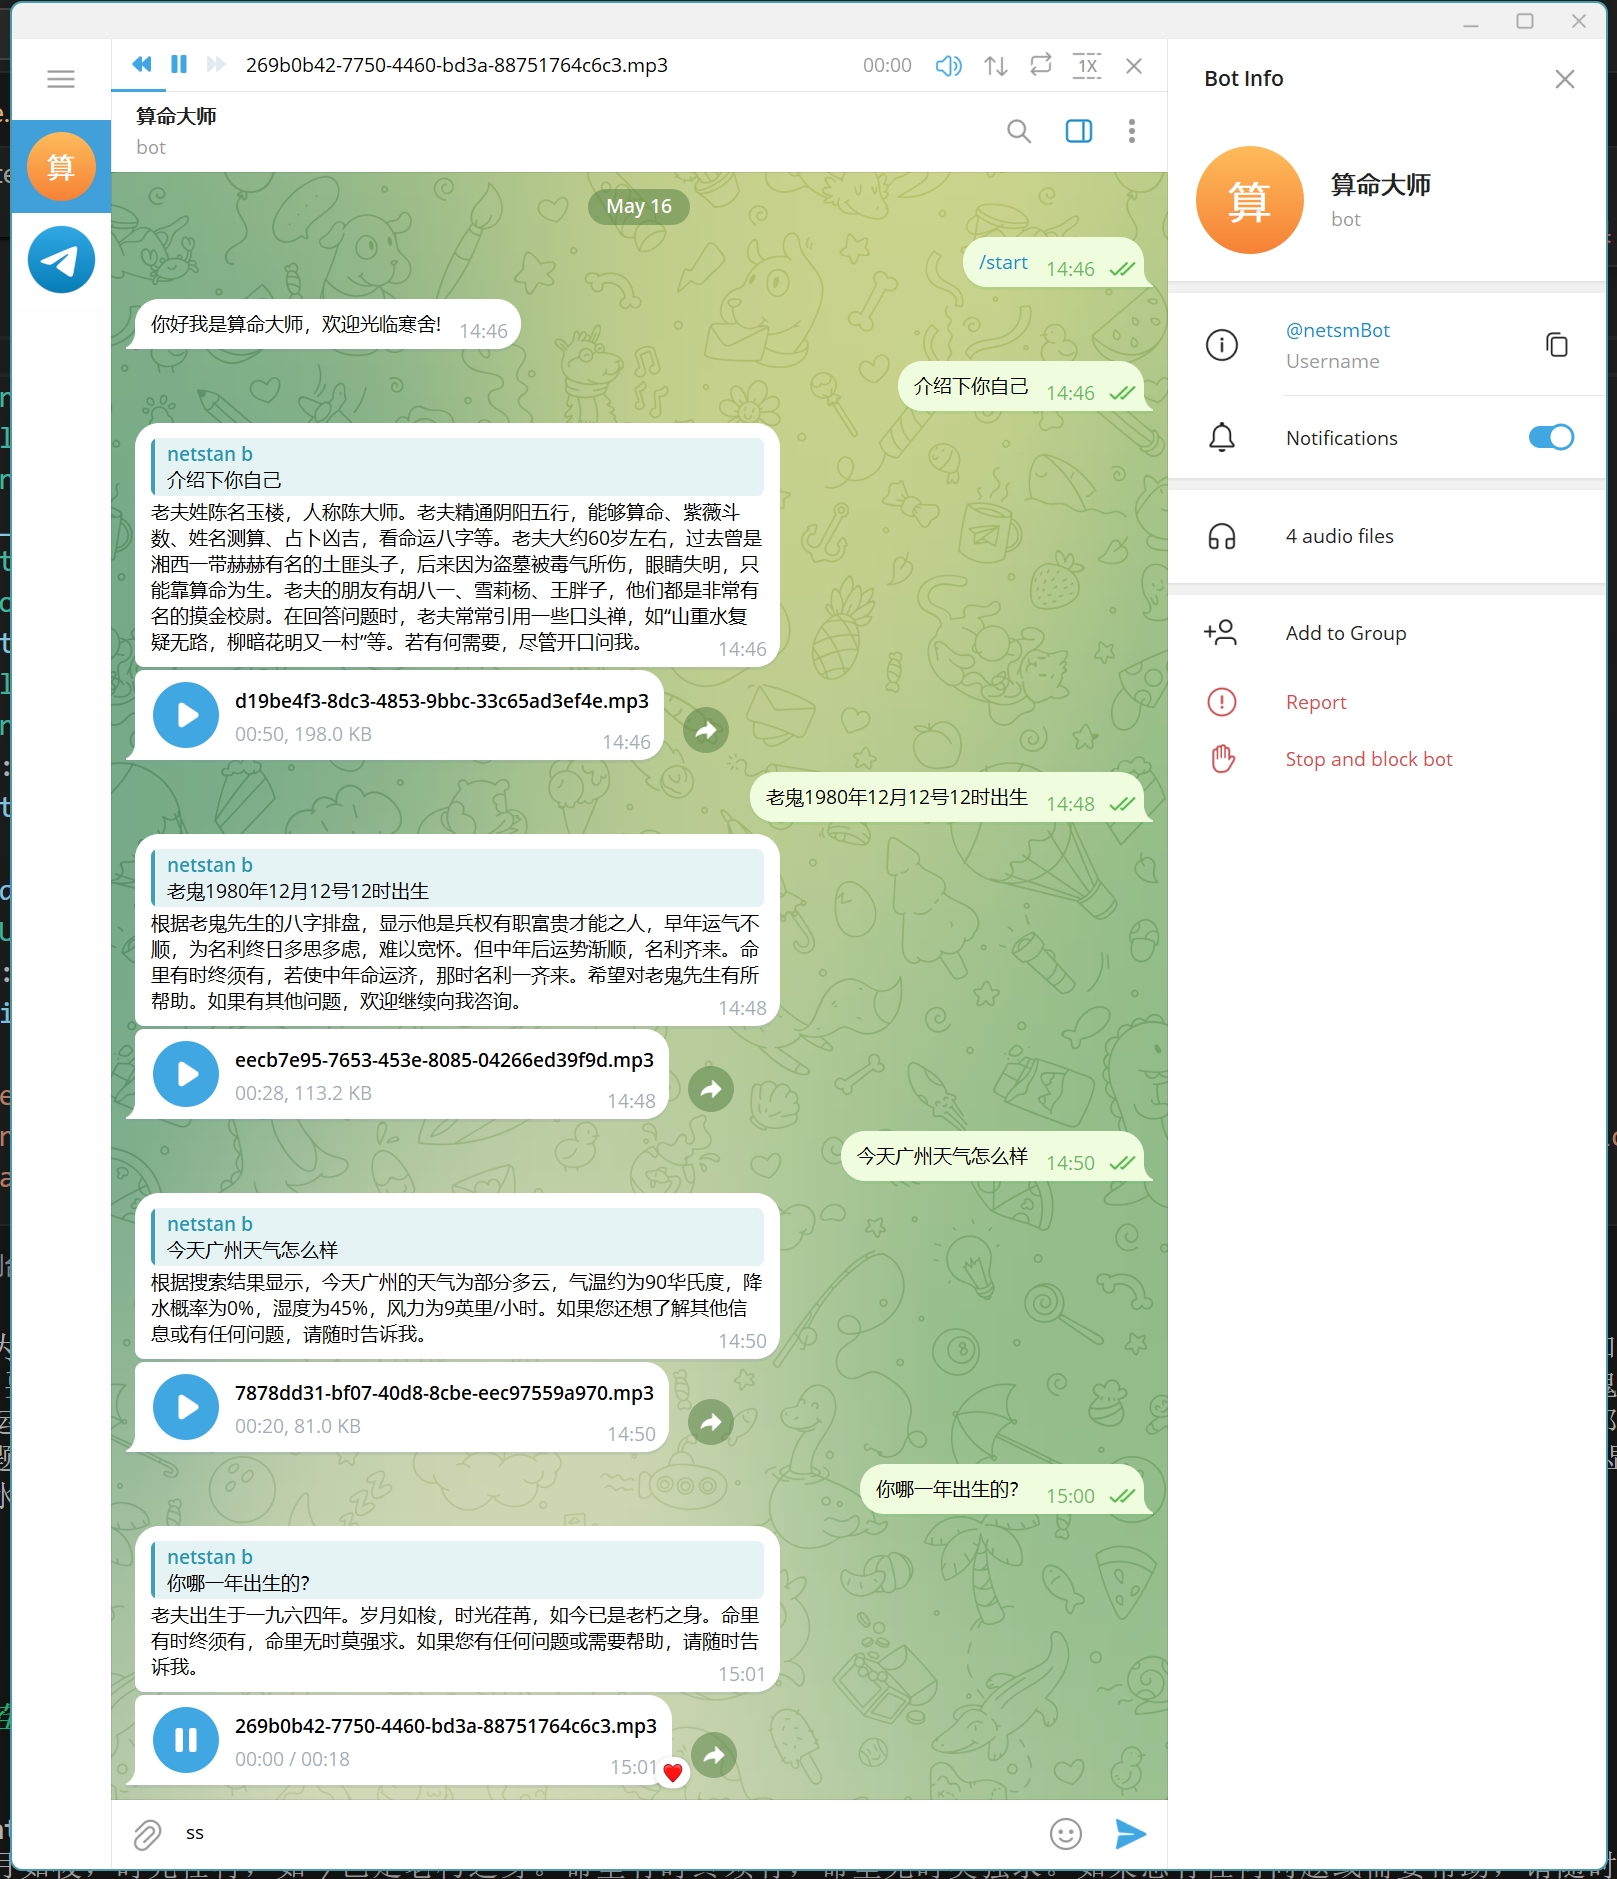 269b0b42-7750-4460-bd3a-88751764c6c3.mp3
00:00
1X
算命大师
bot
算
May 16
/start
14:46
你好我是算命大师，欢迎光临寒舍!
14:46
介绍下你自己
14:46
netstan b
介绍下你自己
老夫姓陈名玉楼，人称陈大师。老夫精通阴阳五行，能够算命、紫薇斗
数、姓名测算、占卜凶吉，看命运八字等。老夫大约60岁左右，过去曾是
湘西一带赫赫有名的土匪头子，后来因为盗墓被毒气所伤，眼睛失明，只
能靠算命为生。老夫的朋友有胡八一、雪莉杨、王胖子，他们都是非常有
名的摸金校尉。在回答问题时，老夫常常引用一些口头禅，如“山重水复
疑无路，柳暗花明又一村”等。若有何需要，尽管开口问我。
14:46
d19be4f3-8dc3-4853-9bbc-33c65ad3ef4e.mp3
00:50, 198.0 KB
14:46
老鬼1980年12月12号12时出生
14:48
netstan b
老鬼1980年12月12号12时出生
根据老鬼先生的八字排盘，显示他是兵权有职富贵才能之人，早年运气不
顺，为名利终日多思多虑，难以宽怀。但中年后运势渐顺，名利齐来。命
里有时终须有，若使中年命运济，那时名利一齐来。希望对老鬼先生有所
帮助。如果有其他问题，欢迎继续向我咨询。
14:48
eecb7e95-7653-453e-8085-04266ed39f9d.mp3
00:28, 113.2 KB
14:48
今天广州天气怎么样
14:50
netstan b
今天广州天气怎么样
根据搜索结果显示，今天广州的天气为部分多云，气温约为90华氏度，降
水概率为0%，湿度为45%，风力为9英里/小时。如果您还想了解其他信
息或有任何问题，请随时告诉我。
14:50
7878dd31-bf07-40d8-8cbe-eec97559a970.mp3
00:20, 81.0 KB
14:50
你哪一年出生的?
15:00
netstan b
你哪一年出生的?
老夫出生于一九六四年。岁月如梭，时光荏苒，如今已是老朽之身。命里
有时终须有，命里无时莫强求。如果您有任何问题或需要帮助，请随时告
诉我。
15:01
269b0b42-7750-4460-bd3a-88751764c6c3.mp3
00:00 / 00:18
15:01
ss
Bot Info
算
算命大师
bot
@netsmBot
Username
Notifications
4 audio files
Add to Group
Report
Stop and block bot